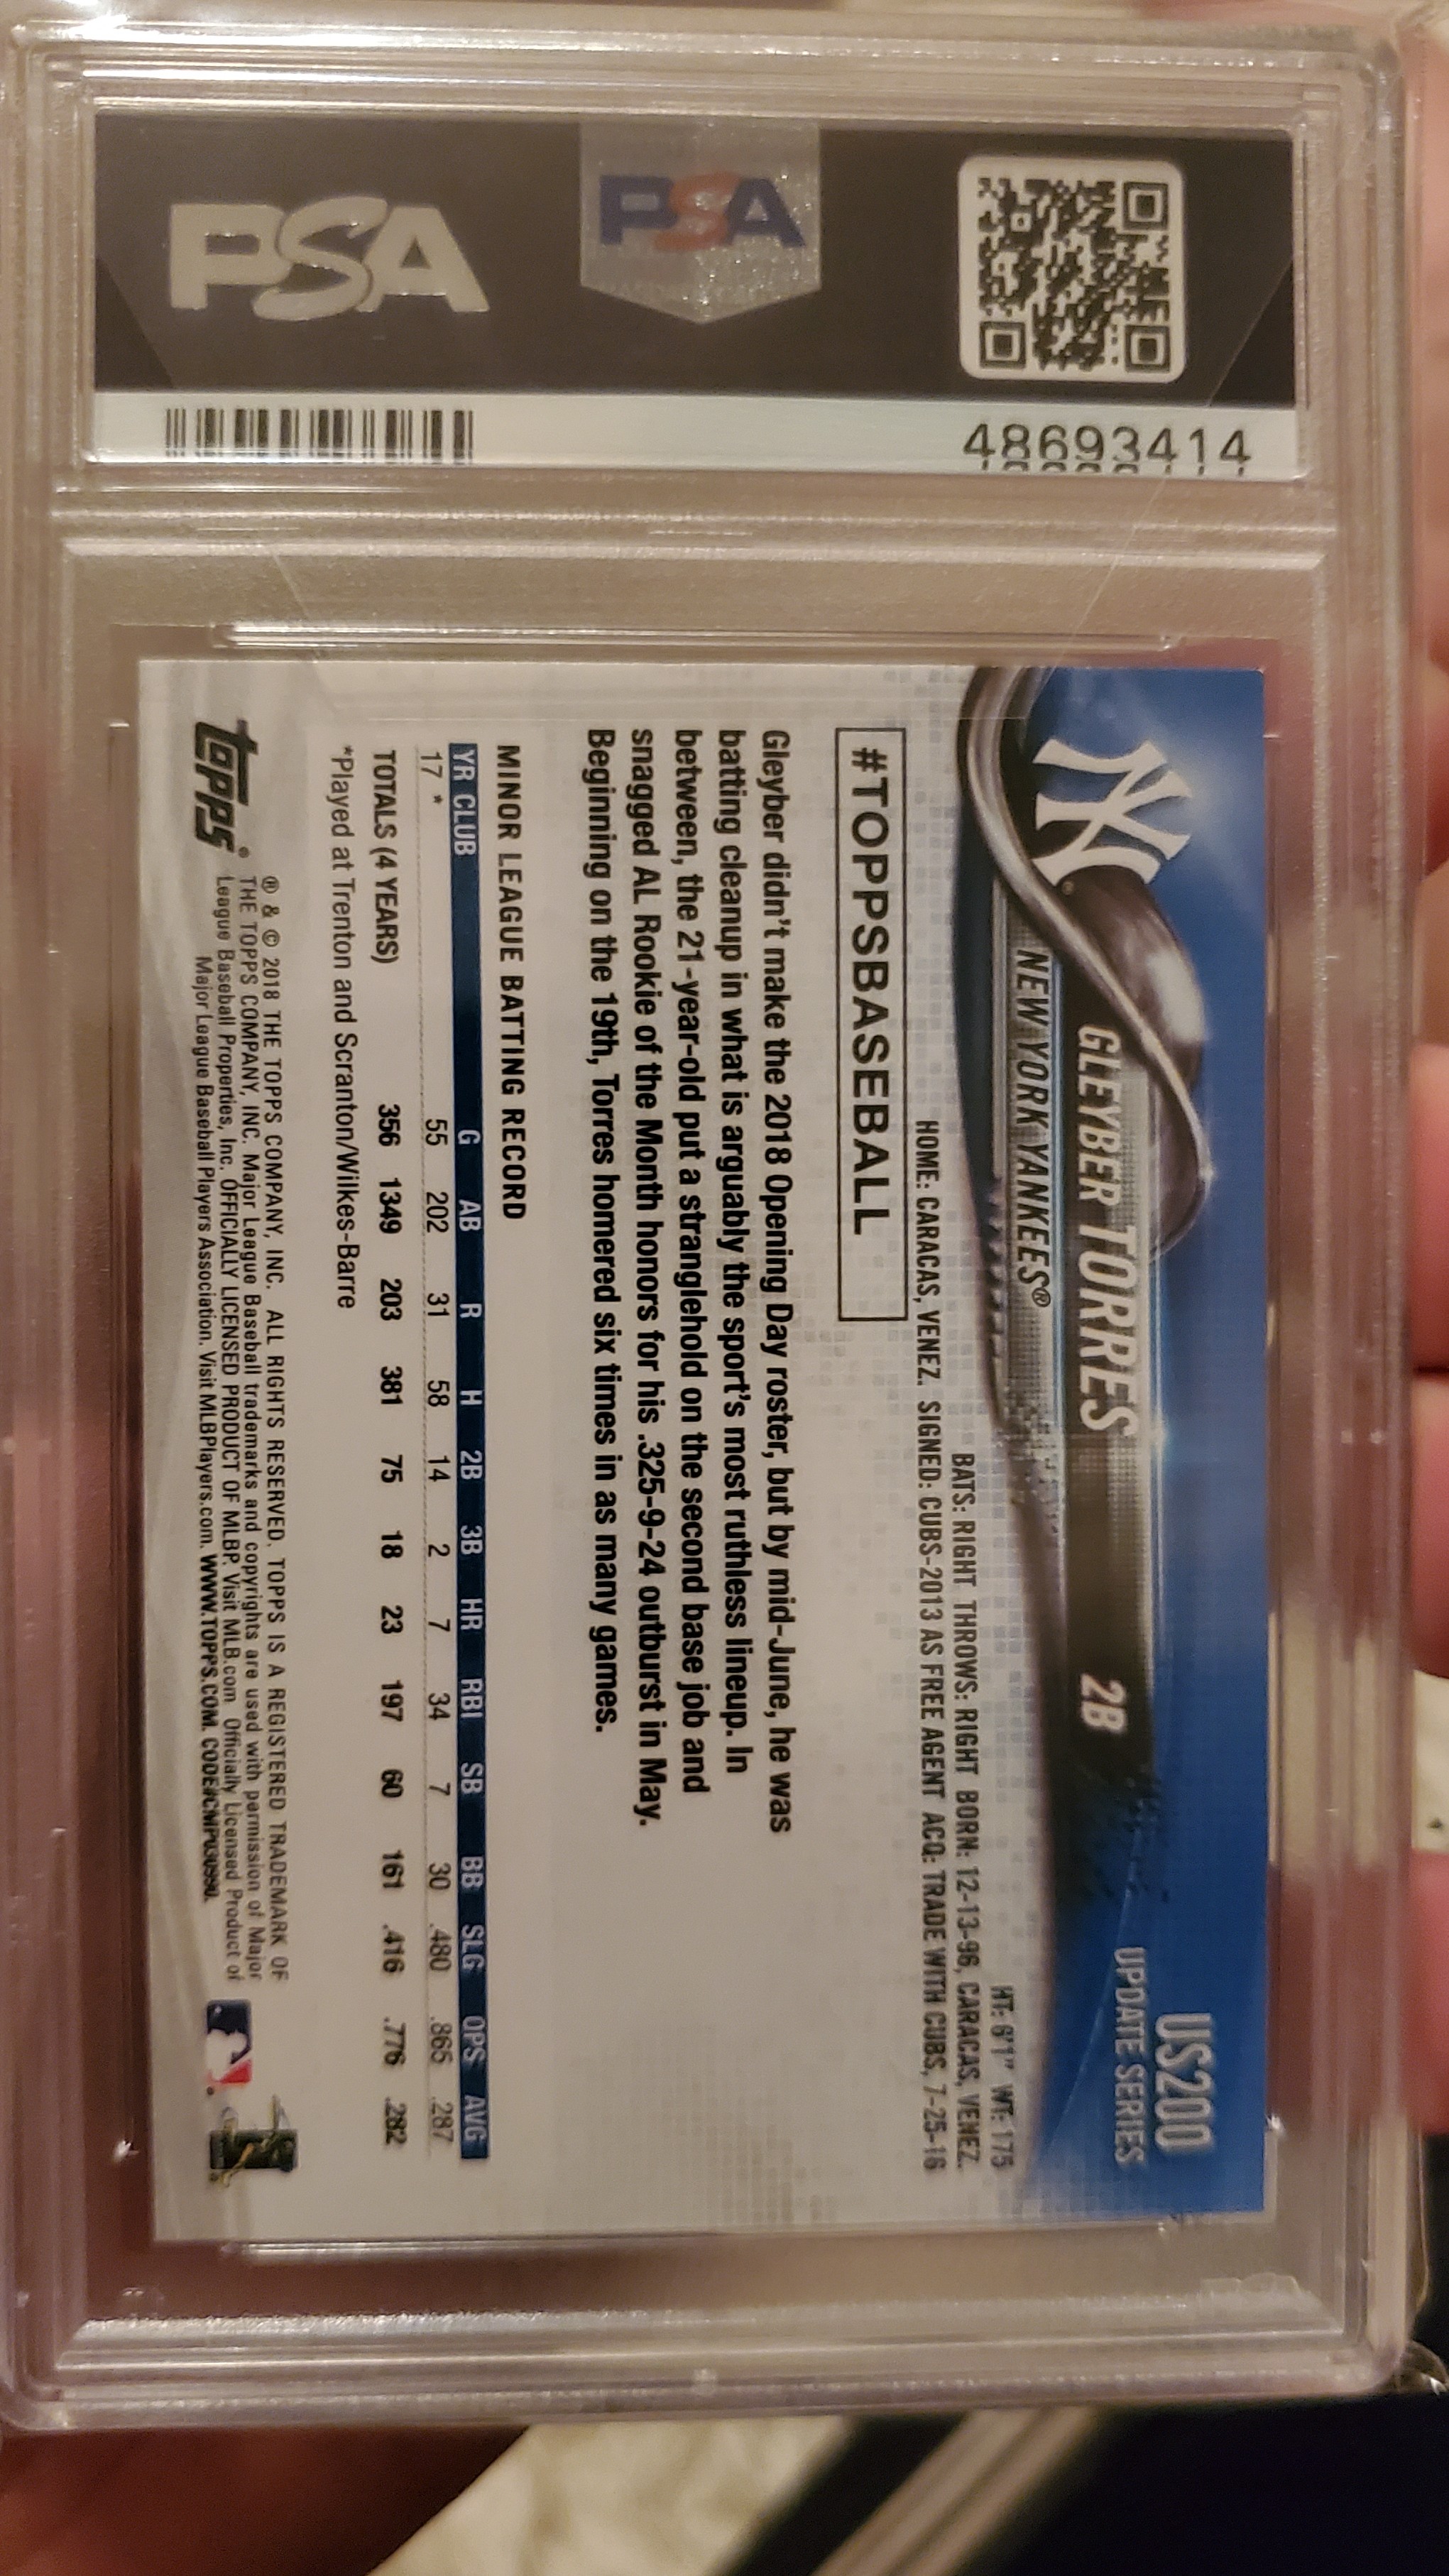 PSA
PSA
48693414
US200
UPDATE SERIES
GLEYBER TORRES 2B
NEW YORK YANKEES®
HT: 6'1" WT: 175
BATS: RIGHT THROWS: RIGHT BORN: 12-13-96, CARACAS, VENEZ.
HOME: CARACAS, VENEZ. SIGNED: CUBS-2013 AS FREE AGENT ACQ: TRADE WITH CUBS, 7-25-16
#TOPPSBASEBALL
Gleyber didn't make the 2018 Opening Day roster, but by mid-June, he was
batting cleanup in what is arguably the sport's most ruthless lineup. In
between, the 21-year-old put a stranglehold on the second base job and
snagged AL Rookie of the Month honors for his .325-9-24 outburst in May.
Beginning on the 19th, Torres homered six times in as many games.
MINOR LEAGUE BATTING RECORD
YR CLUB G AB R H 2B 3B HR RBI SB BB SLG OPS AVG
17 * 55 202 31 58 14 2 7 34 7 30 .480 .865 .287
TOTALS (4 YEARS) 356 1349 203 381 75 18 23 197 60 161 .416 .776 .282
*Played at Trenton and Scranton/Wilkes-Barre
topps®
® & © 2018 THE TOPPS COMPANY, INC. ALL RIGHTS RESERVED. TOPPS IS A REGISTERED TRADEMARK OF
THE TOPPS COMPANY, INC. Major League Baseball trademarks and copyrights are used with permission of Major
League Baseball Properties, Inc. OFFICIALLY LICENSED PRODUCT OF MLBP. Visit MLB.com Officially Licensed Product of
Major League Baseball Players Association. Visit MLBPlayers.com. WWW.TOPPS.COM.